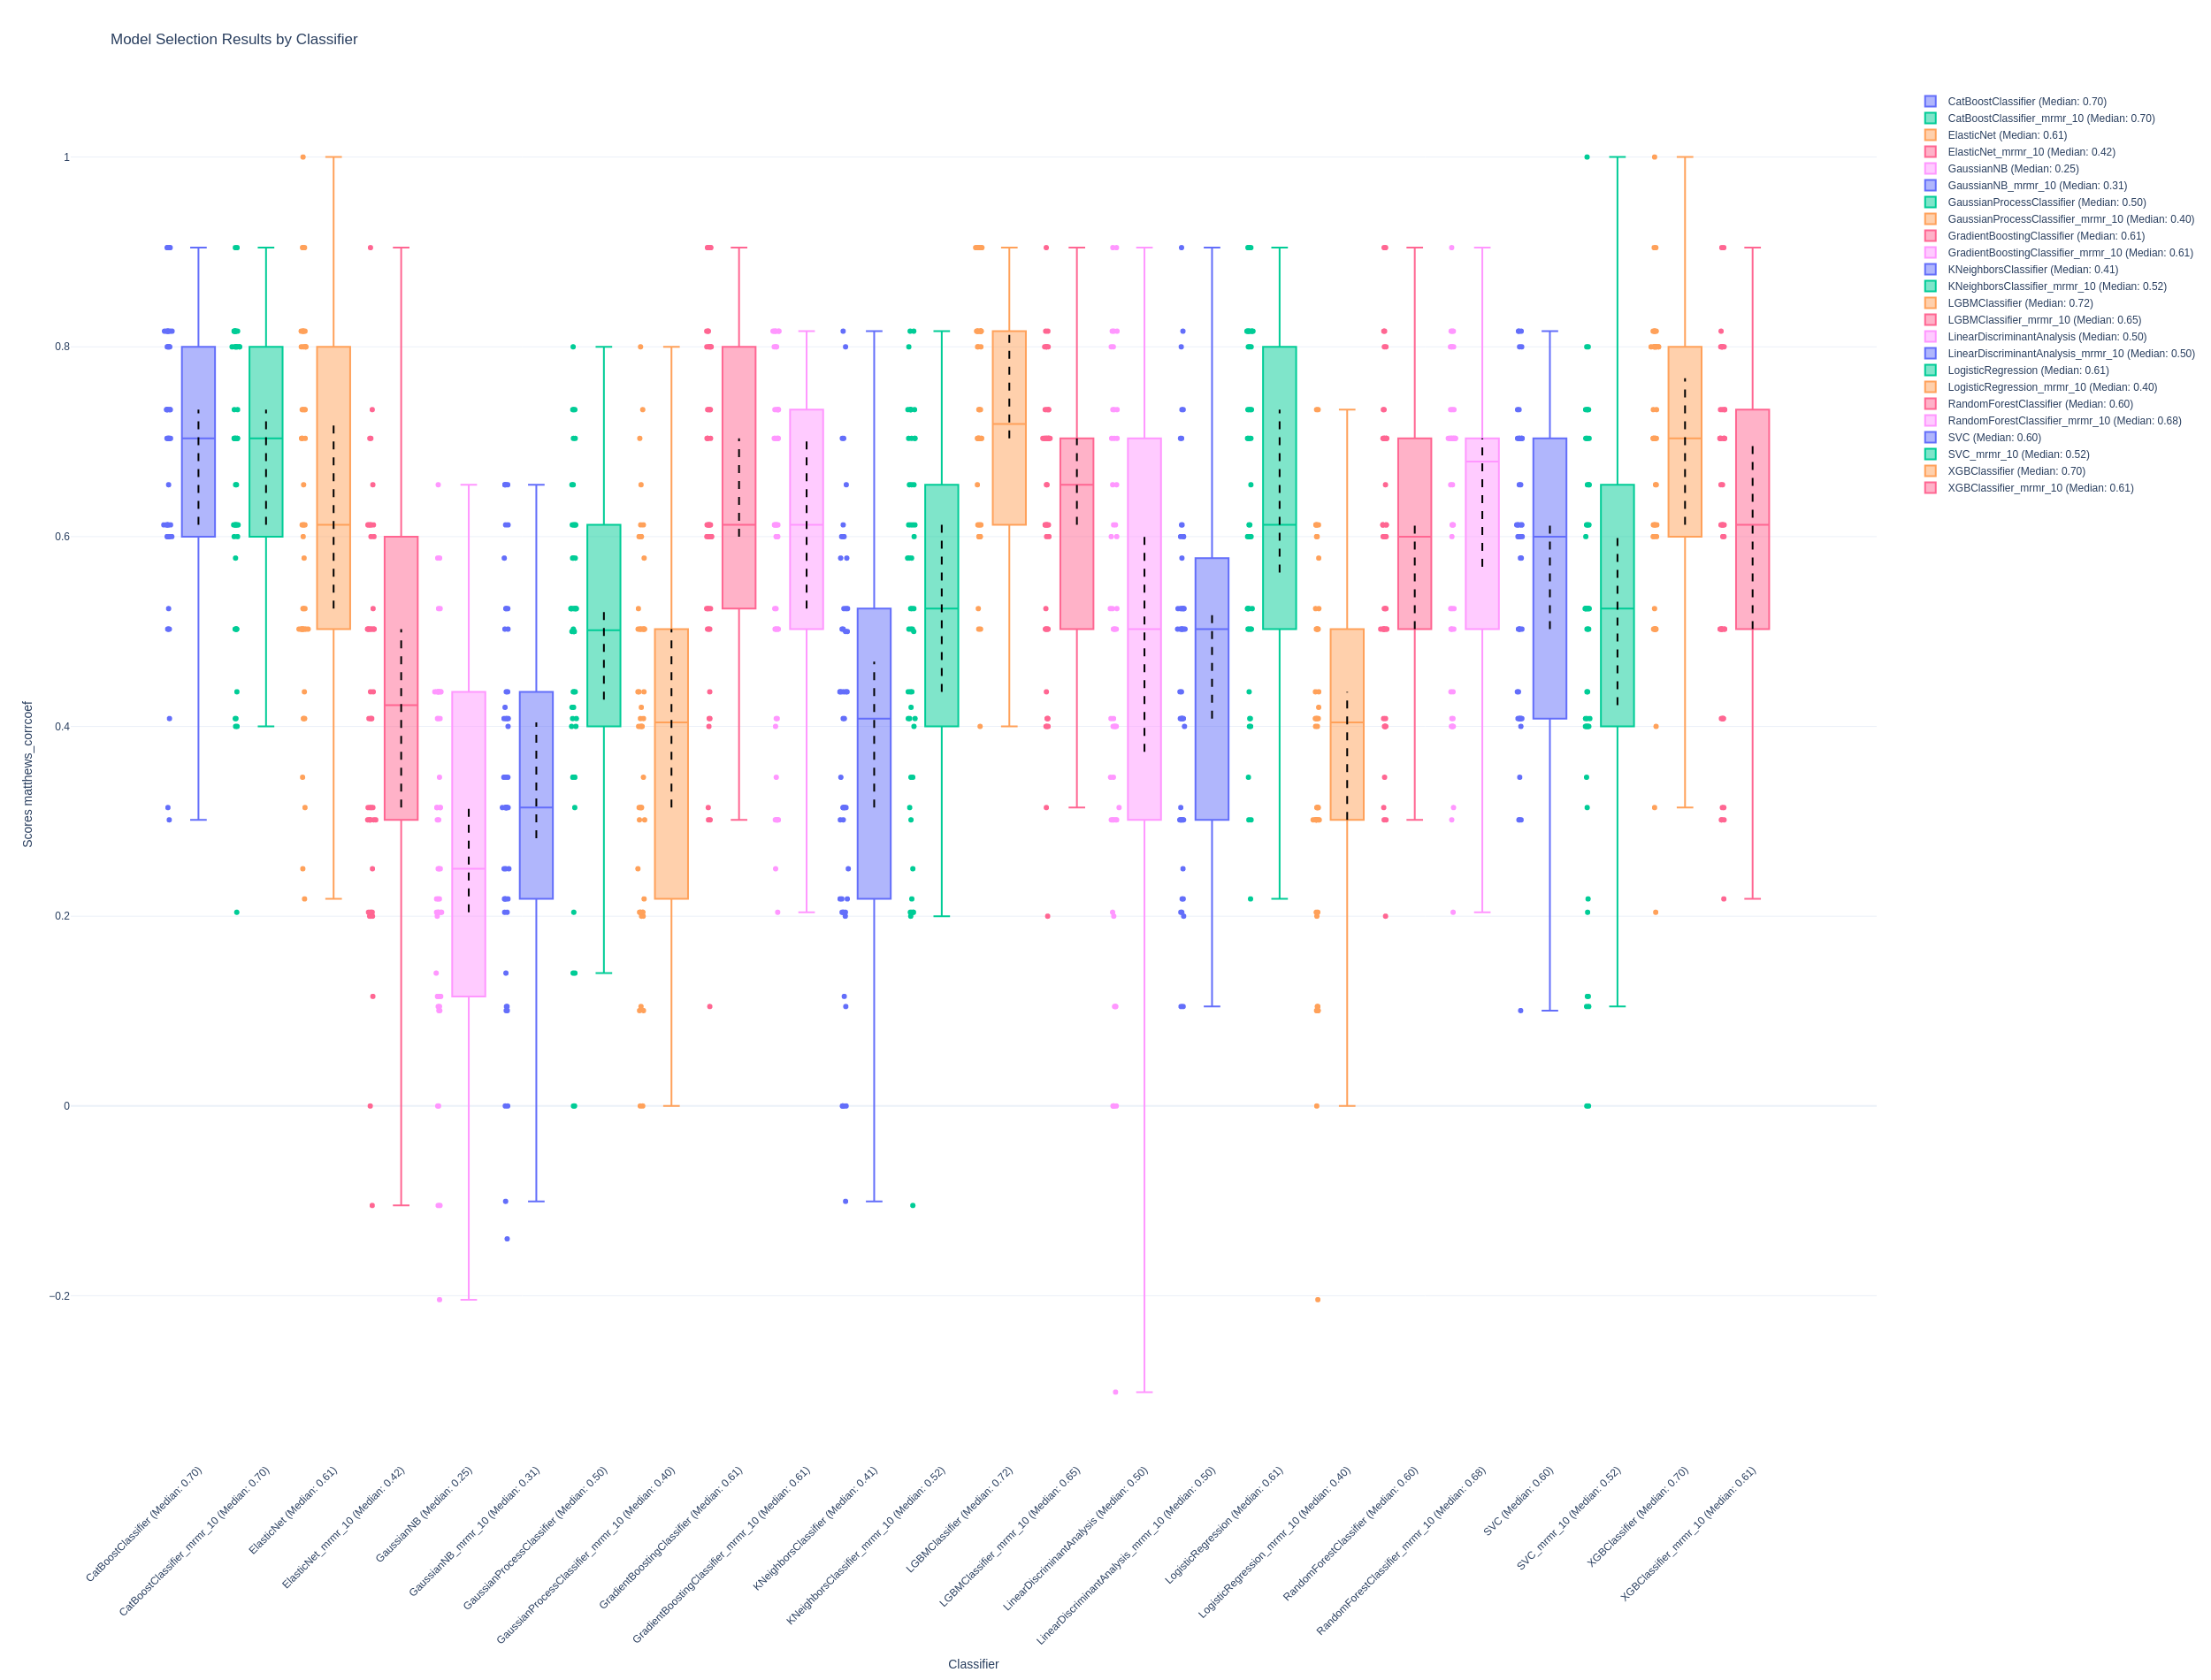 Model Selection Results by Classifier
CatBoostClassifier (Median: 0.70)
CatBoostClassifier_mrmr_10 (Median: 0.70)
ElasticNet (Median: 0.61)
ElasticNet_mrmr_10 (Median: 0.42)
GaussianNB (Median: 0.25)
GaussianNB_mrmr_10 (Median: 0.31)
GaussianProcessClassifier (Median: 0.50)
GaussianProcessClassifier_mrmr_10 (Median: 0.40)
GradientBoostingClassifier (Median: 0.61)
GradientBoostingClassifier_mrmr_10 (Median: 0.61)
KNeighborsClassifier (Median: 0.41)
KNeighborsClassifier_mrmr_10 (Median: 0.52)
LGBMClassifier (Median: 0.72)
LGBMClassifier_mrmr_10 (Median: 0.65)
LinearDiscriminantAnalysis (Median: 0.50)
LinearDiscriminantAnalysis_mrmr_10 (Median: 0.50)
LogisticRegression (Median: 0.61)
LogisticRegression_mrmr_10 (Median: 0.40)
RandomForestClassifier (Median: 0.60)
RandomForestClassifier_mrmr_10 (Median: 0.68)
SVC (Median: 0.60)
SVC_mrmr_10 (Median: 0.52)
XGBClassifier (Median: 0.70)
XGBClassifier_mrmr_10 (Median: 0.61)
1
0.8
0.6
0.4
0.2
0
−0.2
Scores matthews_corrcoef
CatBoostClassifier (Median: 0.70)
CatBoostClassifier_mrmr_10 (Median: 0.70)
ElasticNet (Median: 0.61)
ElasticNet_mrmr_10 (Median: 0.42)
GaussianNB (Median: 0.25)
GaussianNB_mrmr_10 (Median: 0.31)
GaussianProcessClassifier (Median: 0.50)
GaussianProcessClassifier_mrmr_10 (Median: 0.40)
GradientBoostingClassifier (Median: 0.61)
GradientBoostingClassifier_mrmr_10 (Median: 0.61)
KNeighborsClassifier (Median: 0.41)
KNeighborsClassifier_mrmr_10 (Median: 0.52)
LGBMClassifier (Median: 0.72)
LGBMClassifier_mrmr_10 (Median: 0.65)
LinearDiscriminantAnalysis (Median: 0.50)
LinearDiscriminantAnalysis_mrmr_10 (Median: 0.50)
LogisticRegression (Median: 0.61)
LogisticRegression_mrmr_10 (Median: 0.40)
RandomForestClassifier (Median: 0.60)
RandomForestClassifier_mrmr_10 (Median: 0.68)
SVC (Median: 0.60)
SVC_mrmr_10 (Median: 0.52)
XGBClassifier (Median: 0.70)
XGBClassifier_mrmr_10 (Median: 0.61)
Classifier